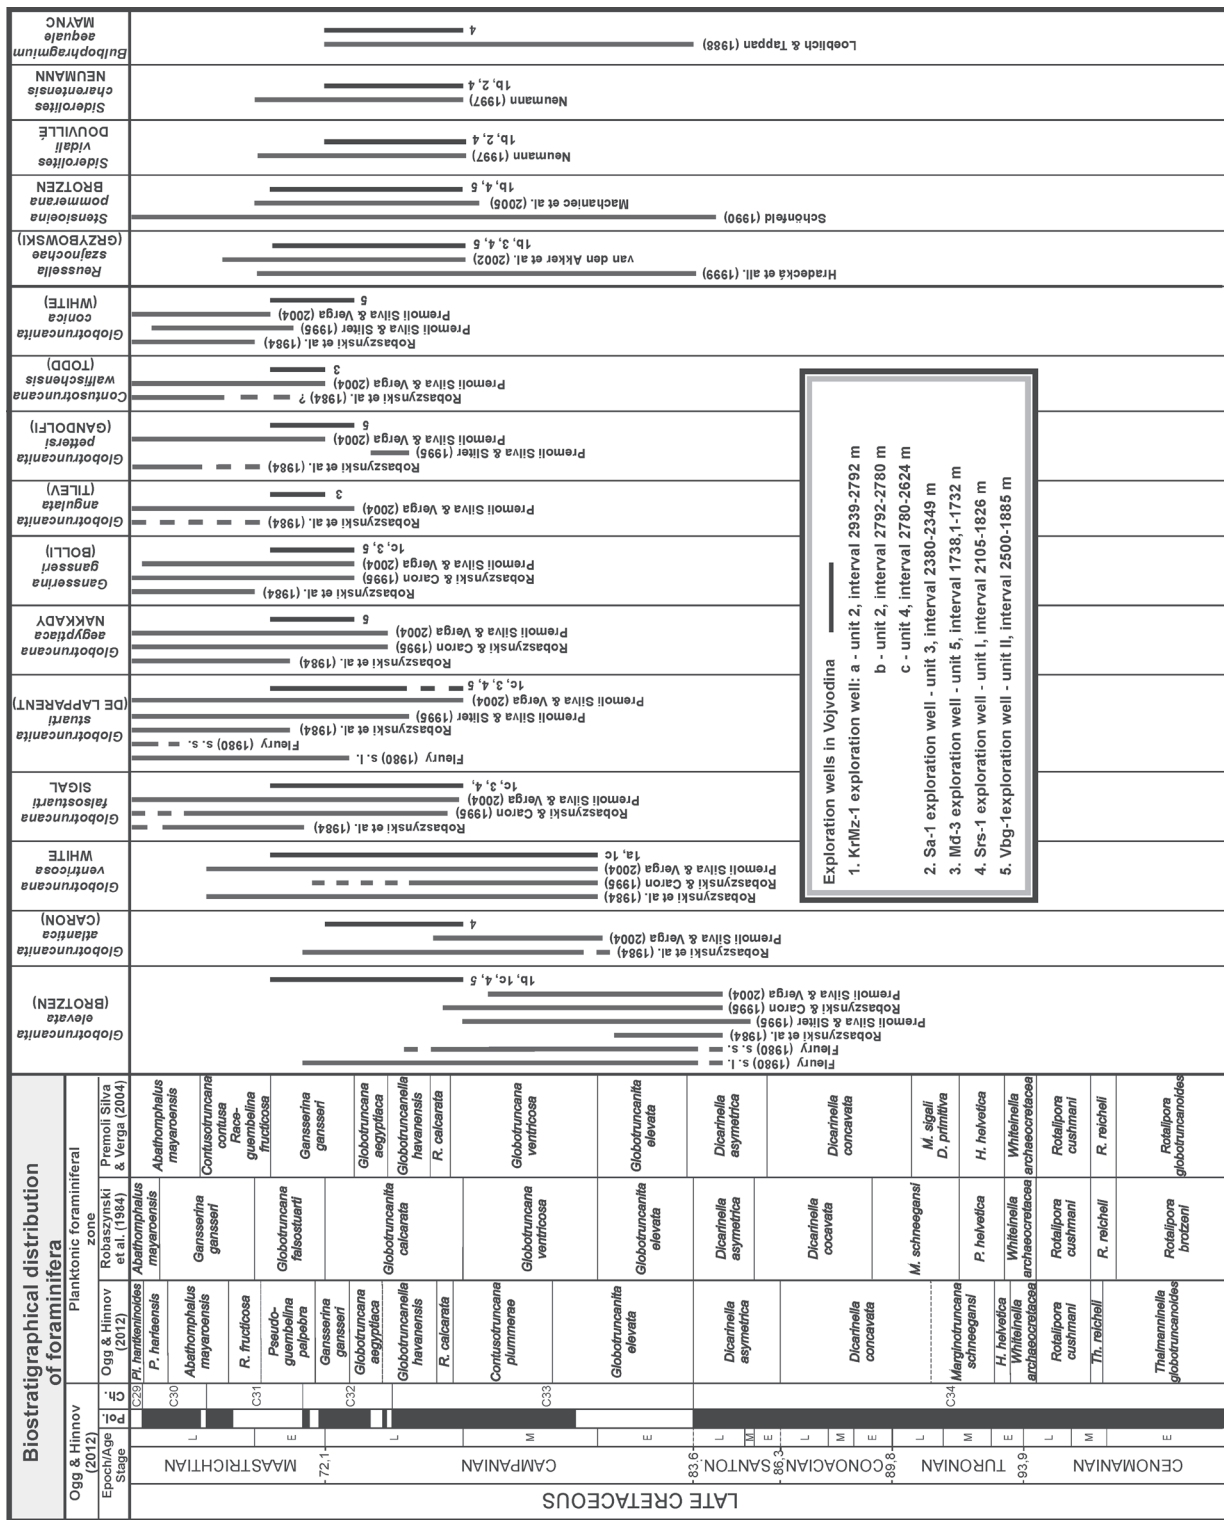 Biostratigraphical distribution
of foraminifera
Ogg & Hinnov
(2012)
Planktonic foraminiferal
zone
Epoch/Age
Stage
Pol.
Ch.
Ogg & Hinnov
(2012)
Robaszynski
et al. (1984)
Premoli Silva
& Verga (2004)
LATE CRETACEOUS
MAASTRICHTIAN
L
E
72,1
CAMPANIAN
L
M
E
83,6
SANTON.
L
M
E
86,3
CONOACIAN
L
M
E
89,8
TURONIAN
L
M
E
93,9
CENOMANIAN
L
M
E
C29
C30
C31
C32
C33
C34
Pl. hantkeninoides
P. harieensis
Abathomphalus
mayaroensis
R. fructicosa
Pseudo-
guembelina
palpebra
Gansserina
gansseri
Globotruncana
aegyptiaca
Globotruncanella
havanensis
R. calcarata
Contusotruncana
plummerae
Globotruncanita
elevata
Dicarinella
asymetrica
Dicarinella
concavata
Marginotruncana
schneegansi
H. helvetica
Whiteinella
archaeocretacea
Rotalipora
cushmani
Th. reicheli
Thalmanninella
globotruncanoides
Abathomphalus
mayaroensis
Gansserina
gansseri
Globotruncana
falsostuarti
Globotruncanita
calcarata
Globotruncana
ventricosa
Globotruncanita
elevata
Dicarinella
asymetrica
Dicarinella
cocavata
M. schneegansi
P. helvetica
Whiteinella
archaeocretacea
Rotalipora
cushmani
R. reicheli
Rotalipora
brotzeni
Abathomphalus
mayaroensis
Contusotruncana
contusa
Race-
guembelina
fructicosa
Gansserina
gansseri
Globotruncana
aegyptiaca
Globotruncanella
havanensis
R. calcarata
Globotruncana
ventricosa
Globotruncanita
elevata
Dicarinella
asymetrica
Dicarinella
concavata
M. sigali
D. primitiva
H. helvetica
Whiteinella
archaeocretacea
Rotalipora
cushmani
R. reicheli
Rotalipora
globotruncanoides
Globotruncanita
elevata
(BROTZEN)
Fleury (1980) s. l.
Fleury (1980) s. s.
Robaszynski et al. (1984)
Premoli Silva & Sliter (1995)
Robaszynski & Caron (1995)
Premoli Silva & Verga (2004)
1b, 1c, 4, 5
Globotruncanita
atlantica
(CARON)
Robaszynski et al. (1984)
Premoli Silva & Verga (2004)
4
Globotruncana
ventricosa
WHITE
Robaszynski et al. (1984)
Robaszynski & Caron (1995)
Premoli Silva & Verga (2004)
1a, 1c
Globotruncana
falsostuarti
SIGAL
Robaszynski et al. (1984)
Robaszynski & Caron (1995)
Premoli Silva & Verga (2004)
1c, 3, 4,
Globotruncanita
stuarti
(DE LAPPARENT)
Fleury (1980) s. l.
Fleury (1980) s. s.
Robaszynski et al. (1984)
Premoli Silva & Sliter (1995)
Premoli Silva & Verga (2004)
1c, 3, 4, 5
Globotruncana
aegyptiaca
NAKKADY
Robaszynski et al. (1984)
Robaszynski & Caron (1995)
Premoli Silva & Verga (2004)
5
Gansserina
gansseri
(BOLLI)
Robaszynski et al. (1984)
Robaszynski & Caron (1995)
Premoli Silva & Verga (2004)
1c, 3, 5
Globotruncanita
angulata
(TILEV)
Robaszynski et al. (1984)
Premoli Silva & Verga (2004)
3
Globotruncanita
pettersi
(GANDOLFI)
Robaszynski et al. (1984)
Premoli Silva & Sliter (1995)
Premoli Silva & Verga (2004)
5
Contusotruncana
walfischensis
(TODD)
Robaszynski et al. (1984) ?
Premoli Silva & Verga (2004)
3
Globotruncanita
conica
(WHITE)
Robaszynski et al. (1984)
Premoli Silva & Sliter (1995)
Premoli Silva & Verga (2004)
5
Reussella
szajnochae
(GRZYBOWSKI)
Hradecká et all. (1999)
van den Akker et al. (2002)
1b, 3, 4, 5
Stensioeina
pommerana
BROTZEN
Schönfeld (1990)
Machaniec et al. (2005)
1b, 4, 5
Siderolites
vidali
DOUVILLÉ
Neumann (1997)
1b, 2, 4
Siderolites
charentensis
NEUMANN
Neumann (1997)
1b, 2, 4
Bulbophragmium
aequale
MAYNC
Loeblich & Tappan (1988)
4
Exploration wells in Vojvodina
1. KrMz-1 exploration well: a - unit 2, interval 2939-2792 m
b - unit 2, interval 2792-2780 m
c - unit 4, interval 2780-2624 m
2. Sa-1 exploration well - unit 3, interval 2380-2349 m
3. Md-3 exploration well - unit 5, interval 1738,1-1732 m
4. Srs-1 exploration well - unit I, interval 2105-1826 m
5. Vbg-1exploration well - unit II, interval 2500-1885 m